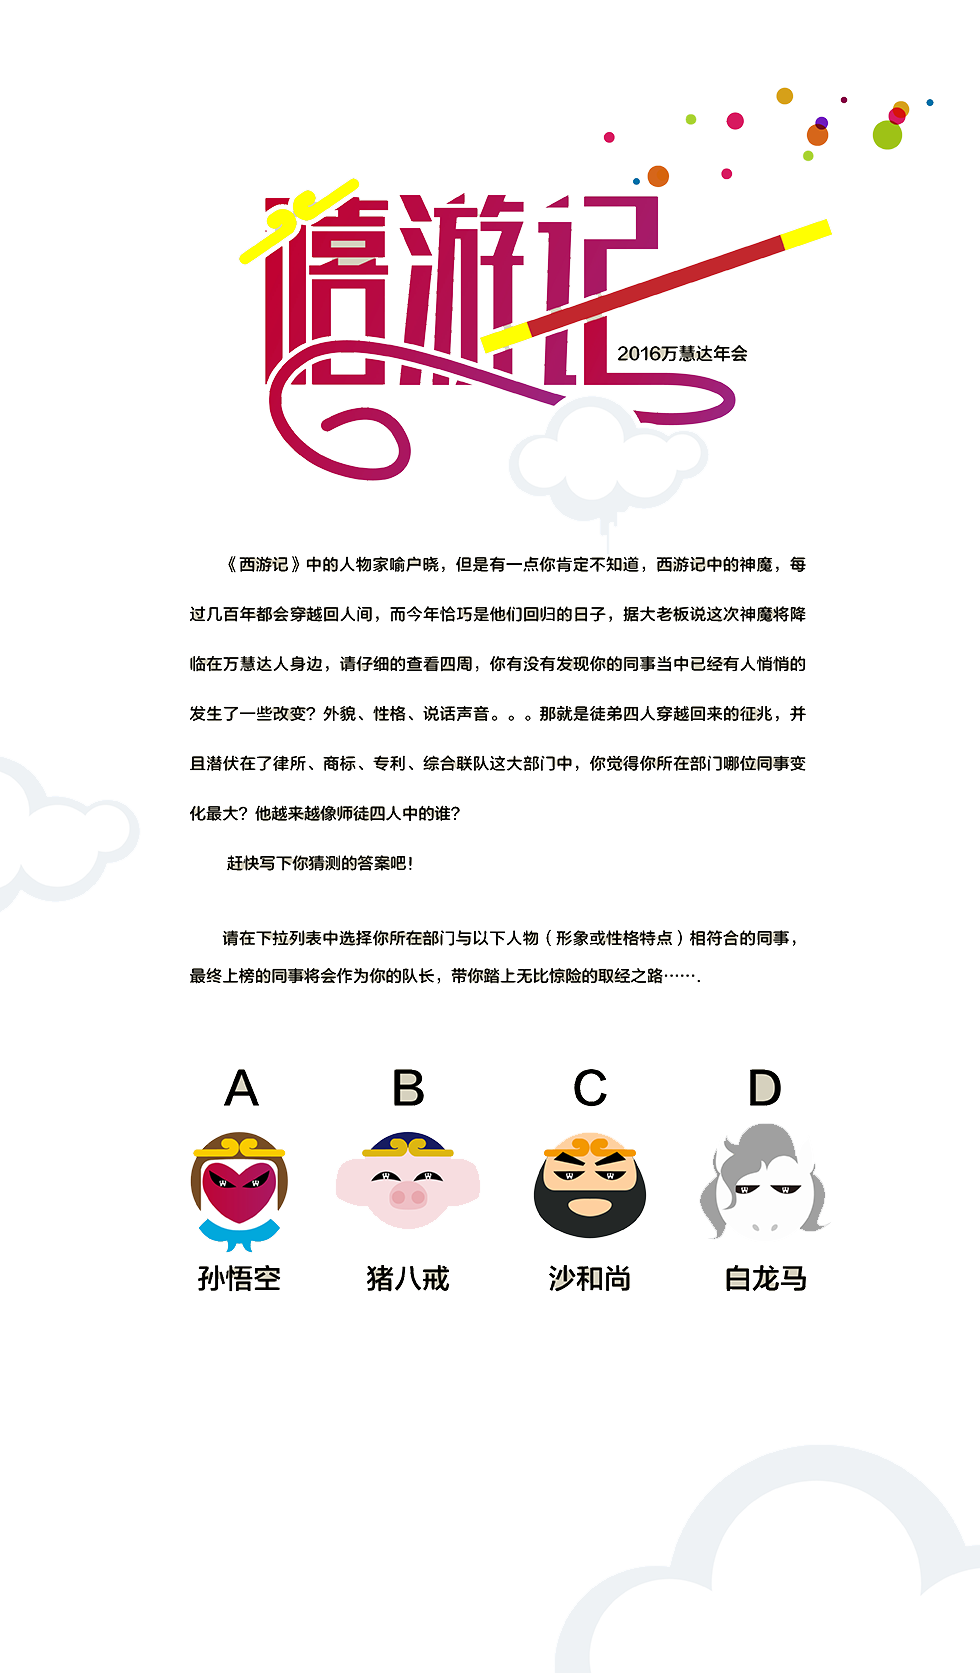 僖游记
2016万慧达年会
《西游记》中的人物家喻户晓，但是有一点你肯定不知道，西游记中的神魔，每
过几百年都会穿越回人间，而今年恰巧是他们回归的日子，据大老板说这次神魔将降
临在万慧达人身边，请仔细的查看四周，你有没有发现你的同事当中已经有人悄悄的
发生了一些改变？外貌、性格、说话声音。。。那就是徒弟四人穿越回来的征兆，并
且潜伏在了律所、商标、专利、综合联队这大部门中，你觉得你所在部门哪位同事变
化最大？他越来越像师徒四人中的谁？
赶快写下你猜测的答案吧！
请在下拉列表中选择你所在部门与以下人物（形象或性格特点）相符合的同事，
最终上榜的同事将会作为你的队长，带你踏上无比惊险的取经之路…….
A B C D
孙悟空 猪八戒 沙和尚 白龙马